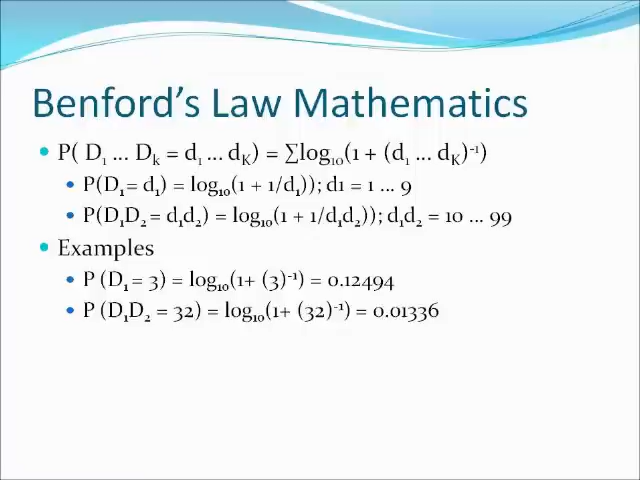 Benford's Law Mathematics
P( D₁ ... Dₖ = d₁ ... d_K) = ∑log₁₀(1 + (d₁ ... d_K)⁻¹)
P(D₁ = d₁) = log₁₀(1 + 1/d₁)); d1 = 1 ... 9
P(D₁D₂ = d₁d₂) = log₁₀(1 + 1/d₁d₂)); d₁d₂ = 10 ... 99
Examples
P (D₁ = 3) = log₁₀(1+ (3)⁻¹) = 0.12494
P (D₁D₂ = 32) = log₁₀(1+ (32)⁻¹) = 0.01336